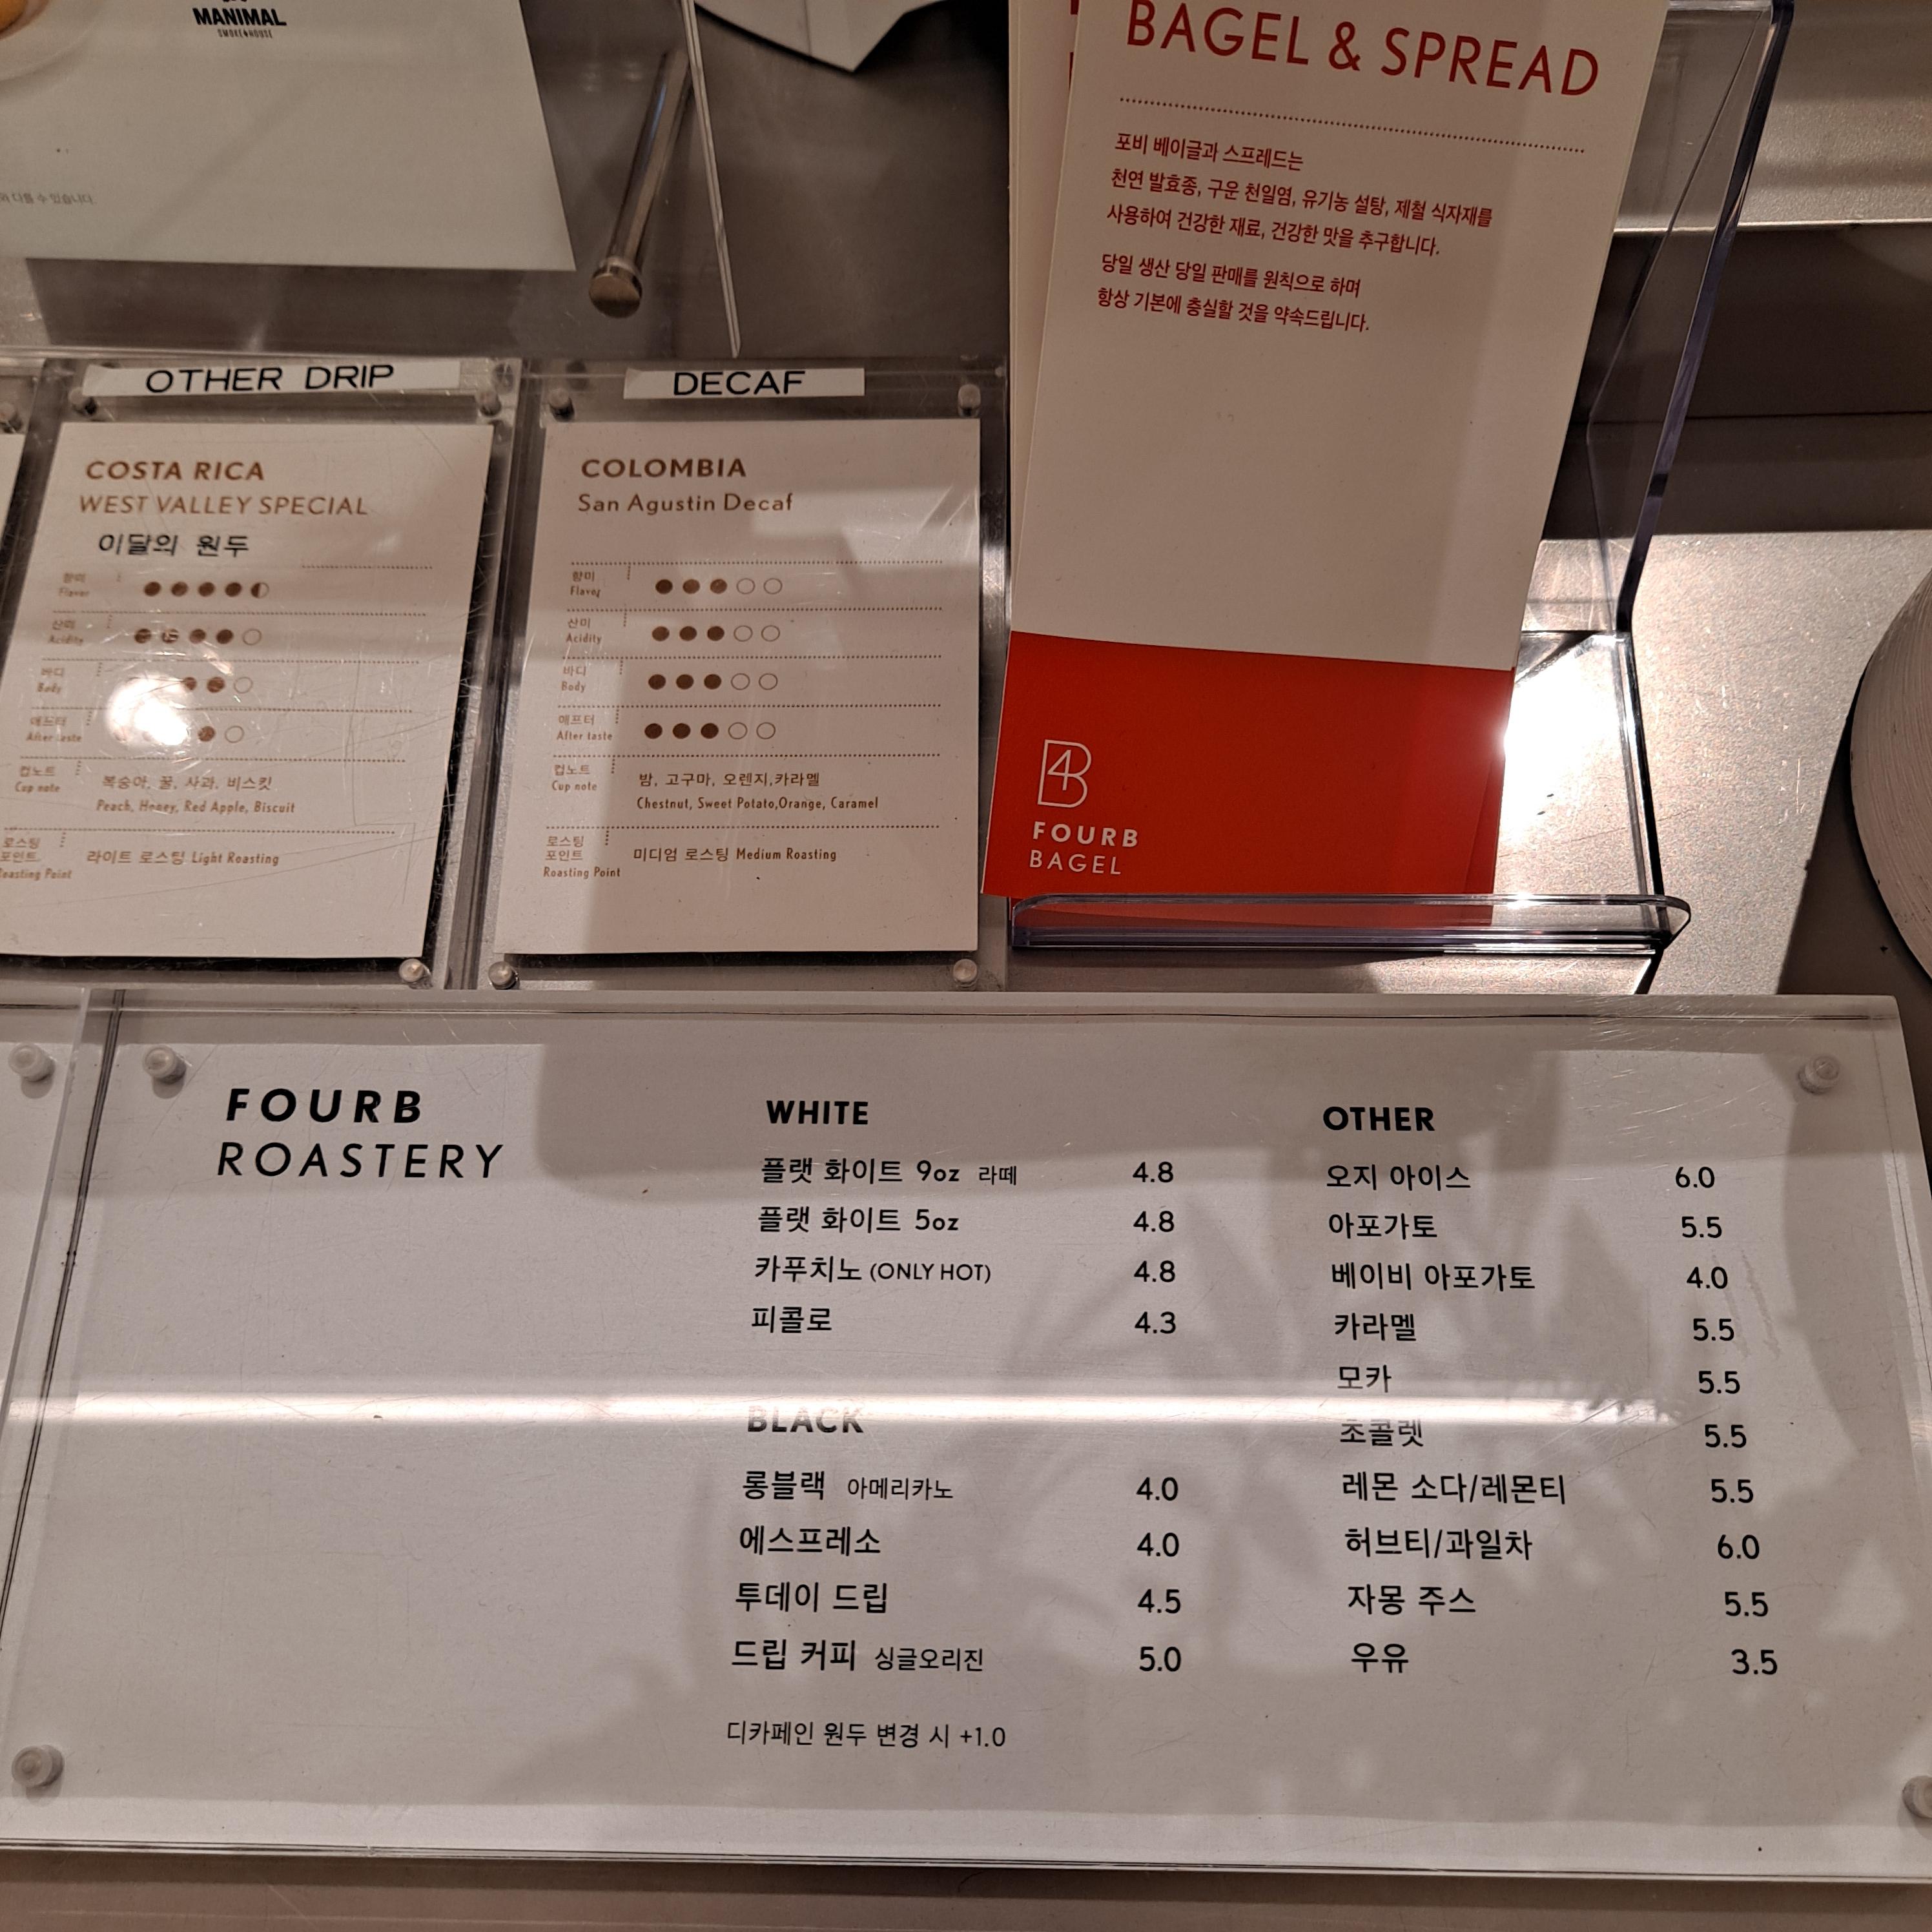 MANIMAL
SMOKE HOUSE
와 다를 수 있습니다.
BAGEL & SPREAD
포비 베이글과 스프레드는
천연 발효종, 구운 천일염, 유기농 설탕, 제철 식자재를
사용하여 건강한 재료, 건강한 맛을 추구합니다.
당일 생산 당일 판매를 원칙으로 하며
항상 기본에 충실할 것을 약속드립니다.
4B
FOURB
BAGEL
OTHER DRIP
COSTA RICA
WEST VALLEY SPECIAL
이달의 원두
향미
Flavor
산미
Acidity
바디
Body
애프터
After taste
컵노트
Cup note
복숭아, 꿀, 사과, 비스킷
Peach, Honey, Red Apple, Biscuit
로스팅
포인트
Roasting Point
라이트 로스팅 Light Roasting
DECAF
COLOMBIA
San Agustin Decaf
향미
Flavor
산미
Acidity
바디
Body
애프터
After taste
컵노트
Cup note
밤, 고구마, 오렌지,카라멜
Chestnut, Sweet Potato,Orange, Caramel
로스팅
포인트
Roasting Point
미디엄 로스팅 Medium Roasting
FOURB
ROASTERY
WHITE
플랫 화이트 9oz 라떼 4.8
플랫 화이트 5oz 4.8
카푸치노 (ONLY HOT) 4.8
피콜로 4.3
BLACK
롱블랙 아메리카노 4.0
에스프레소 4.0
투데이 드립 4.5
드립 커피 싱글오리진 5.0
디카페인 원두 변경 시 +1.0
OTHER
오지 아이스 6.0
아포가토 5.5
베이비 아포가토 4.0
카라멜 5.5
모카 5.5
초콜렛 5.5
레몬 소다/레몬티 5.5
허브티/과일차 6.0
자몽 주스 5.5
우유 3.5